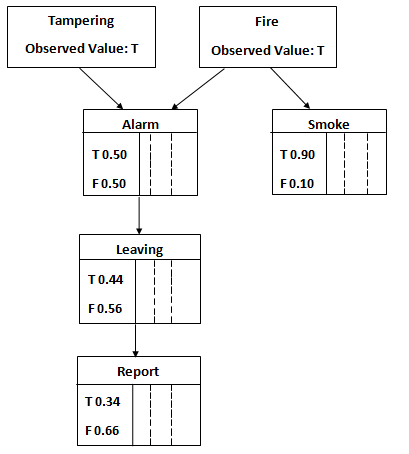 Tampering
Observed Value: T
Fire
Observed Value: T
Alarm
T 0.50
F 0.50
Smoke
T 0.90
F 0.10
Leaving
T 0.44
F 0.56
Report
T 0.34
F 0.66